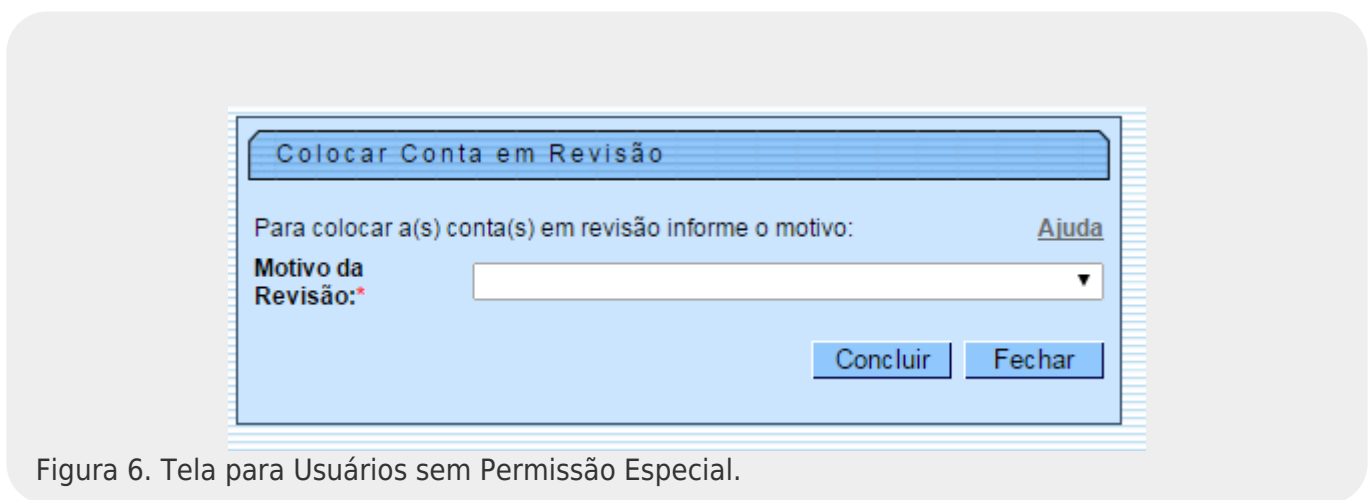 Colocar Conta em Revisão
Para colocar a(s) conta(s) em revisão informe o motivo: Ajuda
Motivo da
Revisão:*
Concluir Fechar
Figura 6. Tela para Usuários sem Permissão Especial.